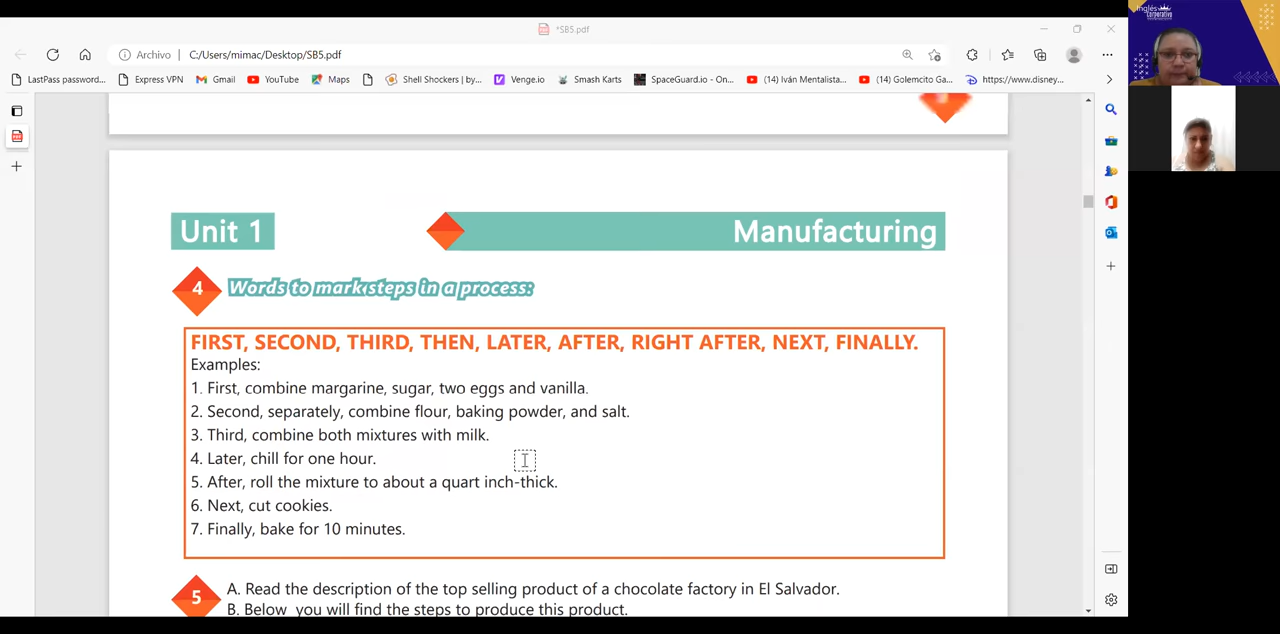 *SB5.pdf
Archivo | C:/Users/mimac/Desktop/SB5.pdf
LastPass password... Express VPN Gmail YouTube Maps Shell Shockers | by... Venge.io Smash Karts SpaceGuard.io - On... (14) Iván Mentalista... (14) Golemcito Ga... https://www.disney...
Inglés
Corporativo
Unit 1
Manufacturing
4 Words to mark steps in a process:
FIRST, SECOND, THIRD, THEN, LATER, AFTER, RIGHT AFTER, NEXT, FINALLY.
Examples:
1. First, combine margarine, sugar, two eggs and vanilla.
2. Second, separately, combine flour, baking powder, and salt.
3. Third, combine both mixtures with milk.
4. Later, chill for one hour.
5. After, roll the mixture to about a quart inch-thick.
6. Next, cut cookies.
7. Finally, bake for 10 minutes.
5 A. Read the description of the top selling product of a chocolate factory in El Salvador.
B. Below you will find the steps to produce this product.